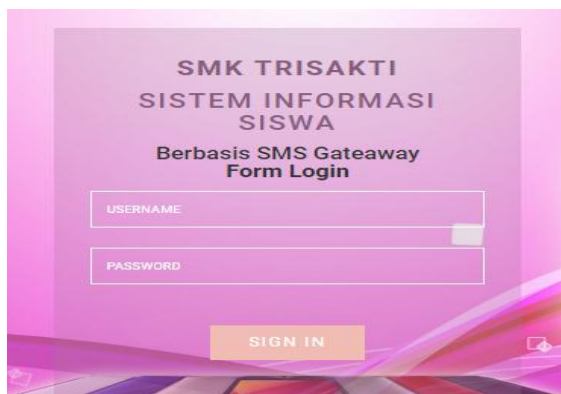 SMK TRISAKTI
SISTEM INFORMASI
SISWA
Berbasis SMS Gateaway
Form Login
USERNAME
PASSWORD
SIGN IN